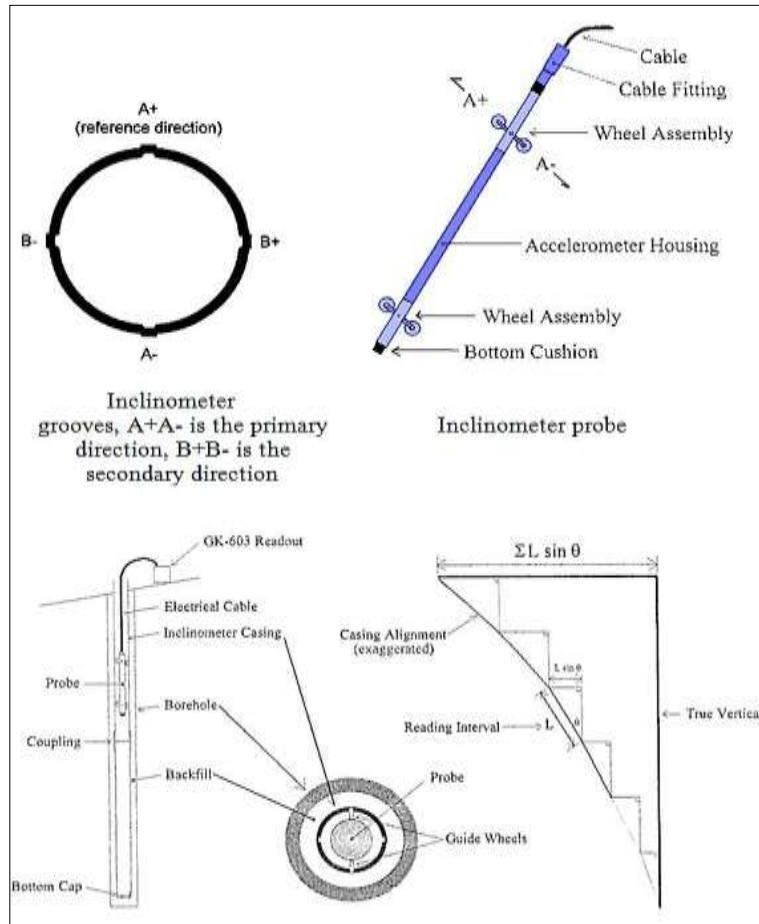 A+
(reference direction)
B-
B+
A-
Inclinometer
grooves, A+A- is the primary
direction, B+B- is the
secondary direction
Cable
Cable Fitting
A+
Wheel Assembly
A-
Accelerometer Housing
Wheel Assembly
Bottom Cushion
Inclinometer probe
GK-603 Readout
Electrical Cable
Inclinometer Casing
Probe
Borehole
Coupling
Backfill
Probe
Guide Wheels
Bottom Cap
ΣL sin θ
Casing Alignment
(exaggerated)
L sin θ
Reading Interval
L
θ
True Vertica